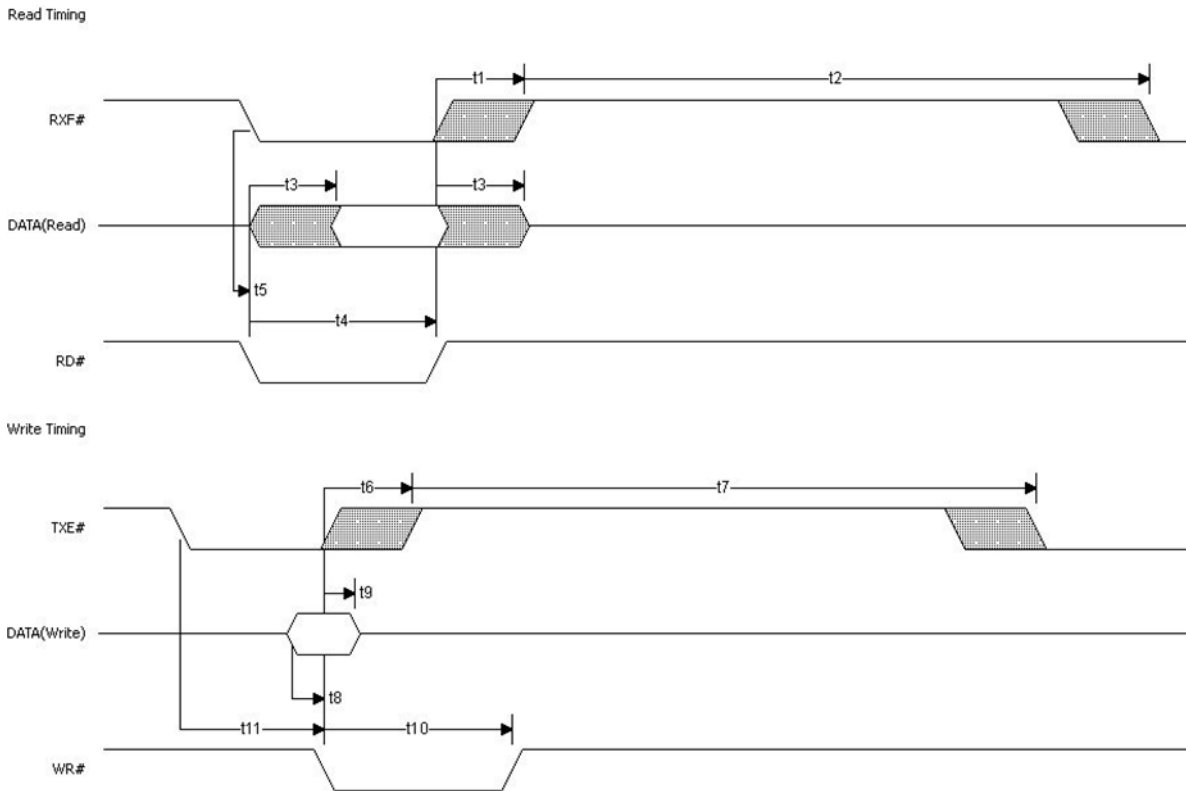 Read Timing
t1
t2
RXF#
t3
t3
DATA(Read)
t5
t4
RD#
Write Timing
t6
t7
TXE#
t9
DATA(Write)
t8
t11
t10
WR#